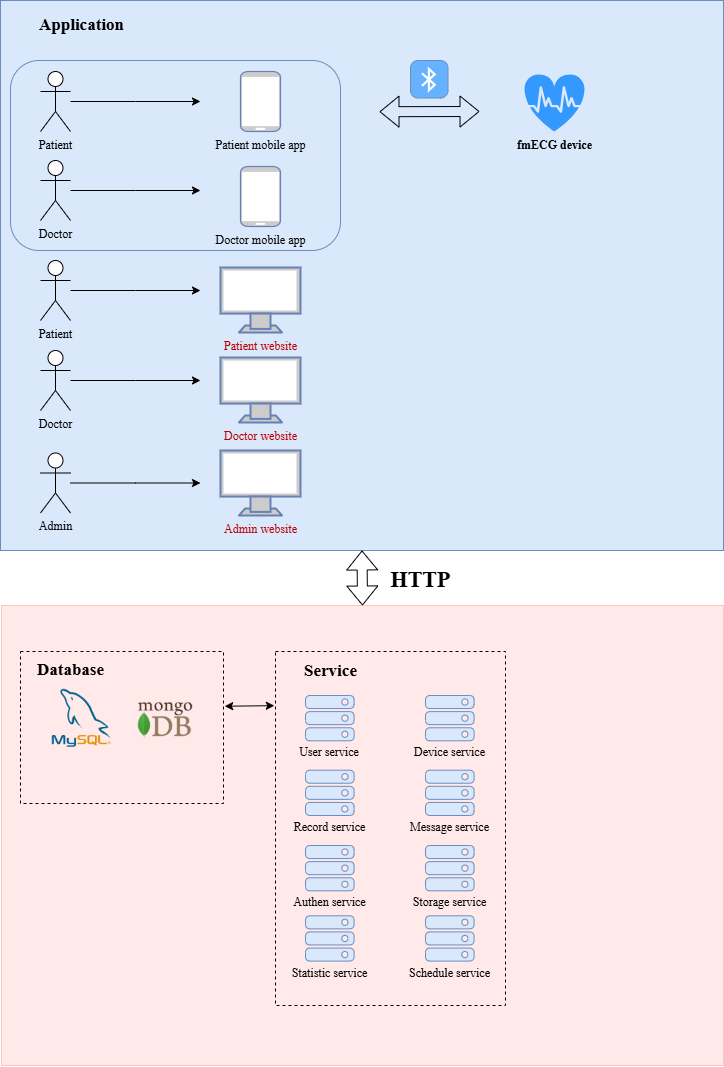 Application
Patient
Patient mobile app
fmECG device
Doctor
Doctor mobile app
Patient
Patient website
Doctor
Doctor website
Admin
Admin website
HTTP
Database
MySQL
mongo
DB
Service
User service
Device service
Record service
Message service
Authen service
Storage service
Statistic service
Schedule service